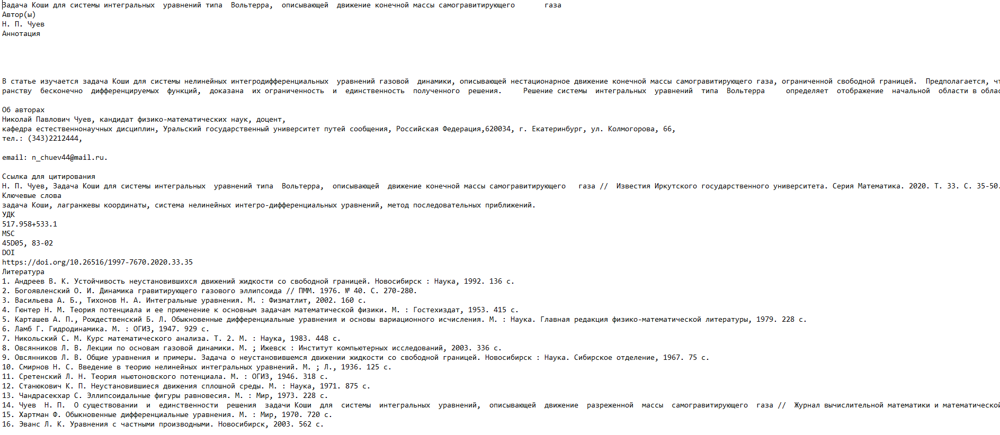 Задача Коши для системы интегральных  уравнений типа  Вольтерра,  описывающей  движение конечной массы самогравитирующего       газа
Автор(ы)
Н. П. Чуев
Аннотация
В статье изучается задача Коши для системы нелинейных интегродифференциальных  уравнений газовой  динамики, описывающей нестационарное движение конечной массы самогравитирующего газа, ограниченной свободной границей.  Предполагается,
ранству  бесконечно  дифференцируемых  функций,  доказана  их ограниченность  и  единственность  полученного  решения.     Решение системы  интегральных  уравнений  типа  Вольтерра     определяет  отображение  начальной  области в
Об авторах
Николай Павлович Чуев, кандидат физико-математических наук, доцент,
кафедра естественнонаучных дисциплин, Уральский государственный университет путей сообщения, Российская Федерация,620034, г. Екатеринбург, ул. Колмогорова, 66,
тел.: (343)2212444,
email: n_chuev44@mail.ru.
Ссылка для цитирования
Н. П. Чуев, Задача Коши для системы интегральных  уравнений типа  Вольтерра,  описывающей  движение конечной массы самогравитирующего   газа //  Известия Иркутского государственного университета. Серия Математика. 2020. Т. 33. С. 35-50.
Ключевые слова
задача Коши, лагранжевы координаты, система нелинейных интегро-дифференциальных уравнений, метод последовательных приближений.
УДК
517.958+533.1
MSC
45D05, 83-02
DOI
https://doi.org/10.26516/1997-7670.2020.33.35
Литература
1. Андреев В. К. Устойчивость неустановившихся движений жидкости со свободной границей. Новосибирск : Наука, 1992. 136 с.
2. Богоявленский О. И. Динамика гравитирующего газового эллипсоида // ПММ. 1976. № 40. С. 270-280.
3. Васильева А. Б., Тихонов Н. А. Интегральные уравнения. М. : Физматлит, 2002. 160 с.
4. Гюнтер Н. М. Теория потенциала и ее применение к основным задачам математической физики. М. : Гостехиздат, 1953. 415 с.
5. Карташев А. П., Рождественский Б. Л. Обыкновенные дифференциальные уравнения и основы вариационного исчисления. М. : Наука. Главная редакция физико-математической литературы, 1979. 228 с.
6. Ламб Г. Гидродинамика. М. : ОГИЗ, 1947. 929 с.
7. Никольский С. М. Курс математического анализа. Т. 2. М. : Наука, 1983. 448 с.
8. Овсянников Л. В. Лекции по основам газовой динамики. М. ; Ижевск : Институт компьютерных исследований, 2003. 336 с.
9. Овсянников Л. В. Общие уравнения и примеры. Задача о неустановившемся движении жидкости со свободной границей. Новосибирск : Наука. Сибирское отделение, 1967. 75 с.
10. Смирнов Н. С. Введение в теорию нелинейных интегральных уравнений. М. ; Л., 1936. 125 с.
11. Сретенский Л. Н. Теория ньютоновского потенциала. М. : ОГИЗ, 1946. 318 с.
12. Станюкович К. П. Неустановившиеся движения сплошной среды. М. : Наука, 1971. 875 с.
13. Чандрасекхар С. Эллипсоидальные фигуры равновесия. М. : Мир, 1973. 228 с.
14. Чуев  Н. П.  О существовании  и  единственности  решения  задачи Коши  для  системы  интегральных  уравнений,  описывающей  движение  разреженной  массы  самогравитирующего  газа //  Журнал вычислительной математики и математической
15. Хартман Ф. Обыкновенные дифференциальные уравнения. М. : Мир, 1970. 720 с.
16. Эванс Л. К. Уравнения с частными производными. Новосибирск, 2003. 562 с.